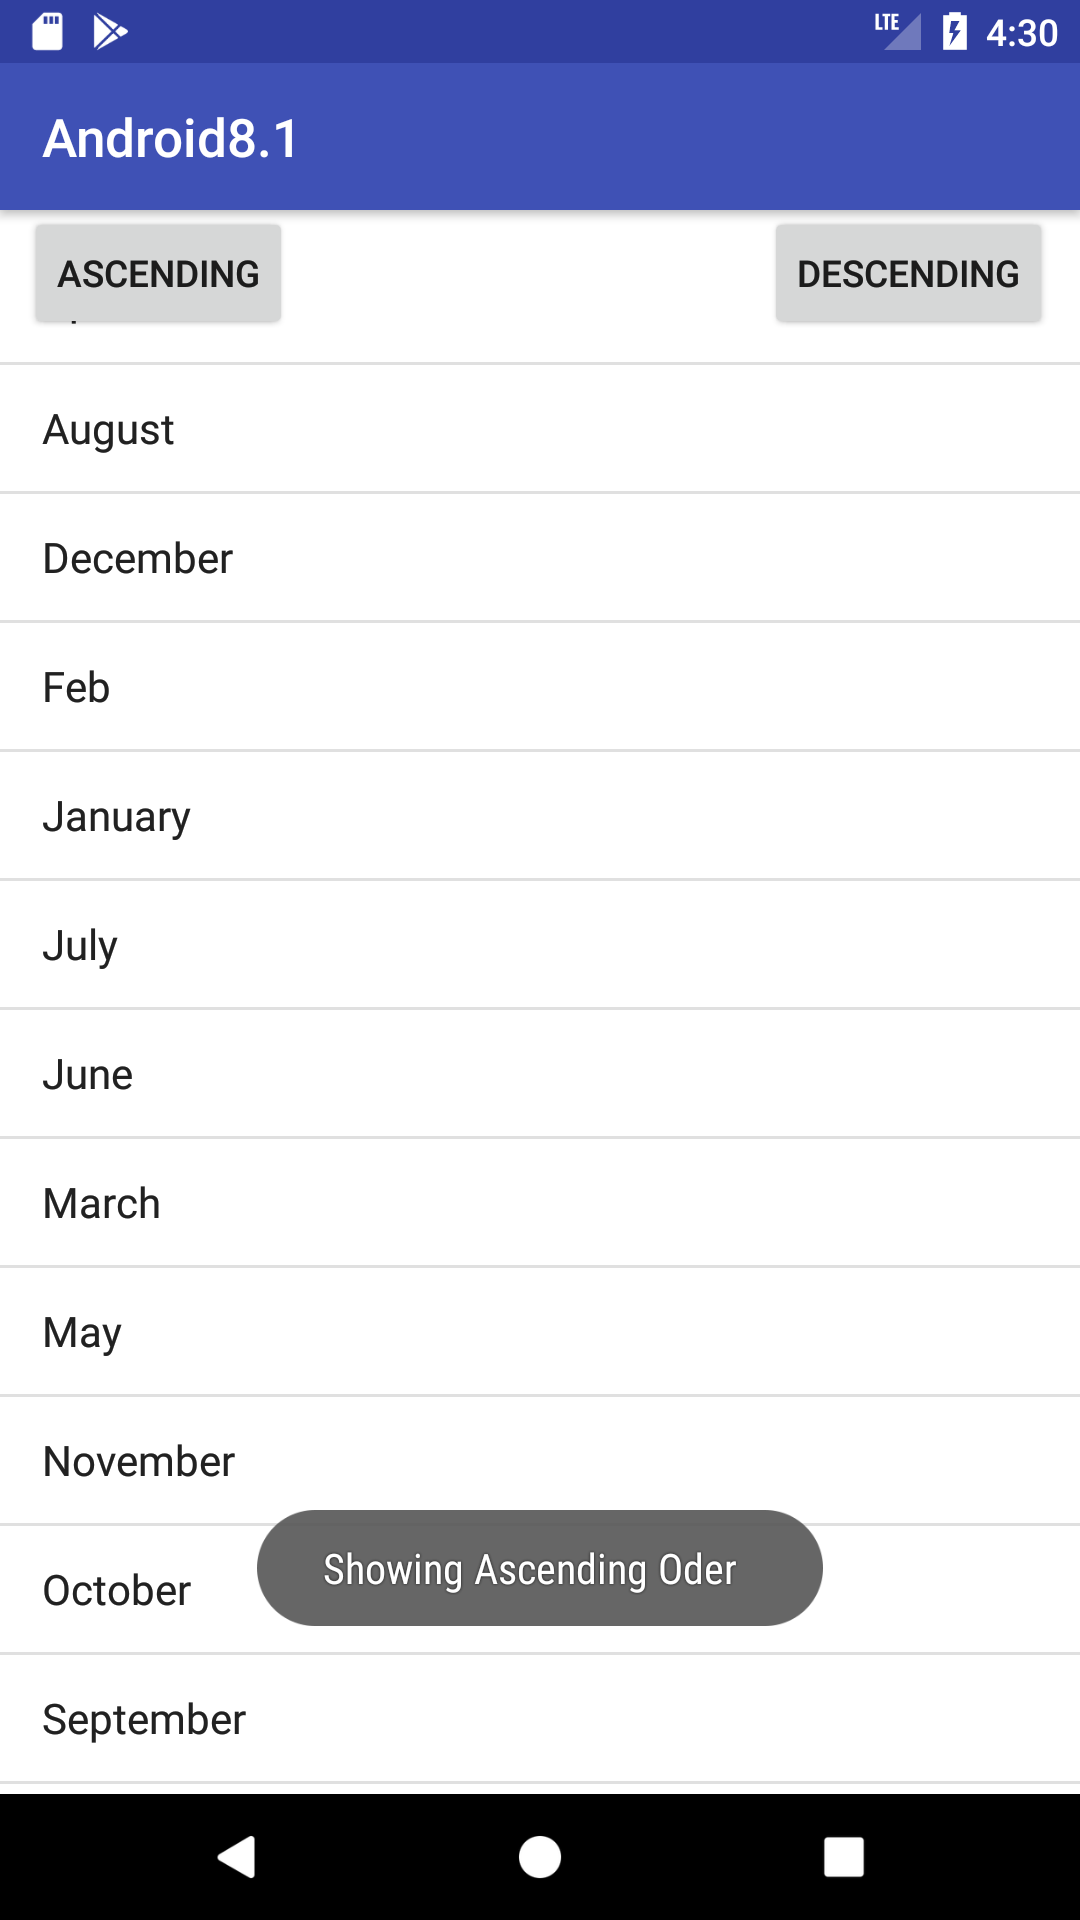 LTE 4:30
Android8.1
ASCENDING DESCENDING
August
December
Feb
January
July
June
March
May
November
October
Showing Ascending Oder
September